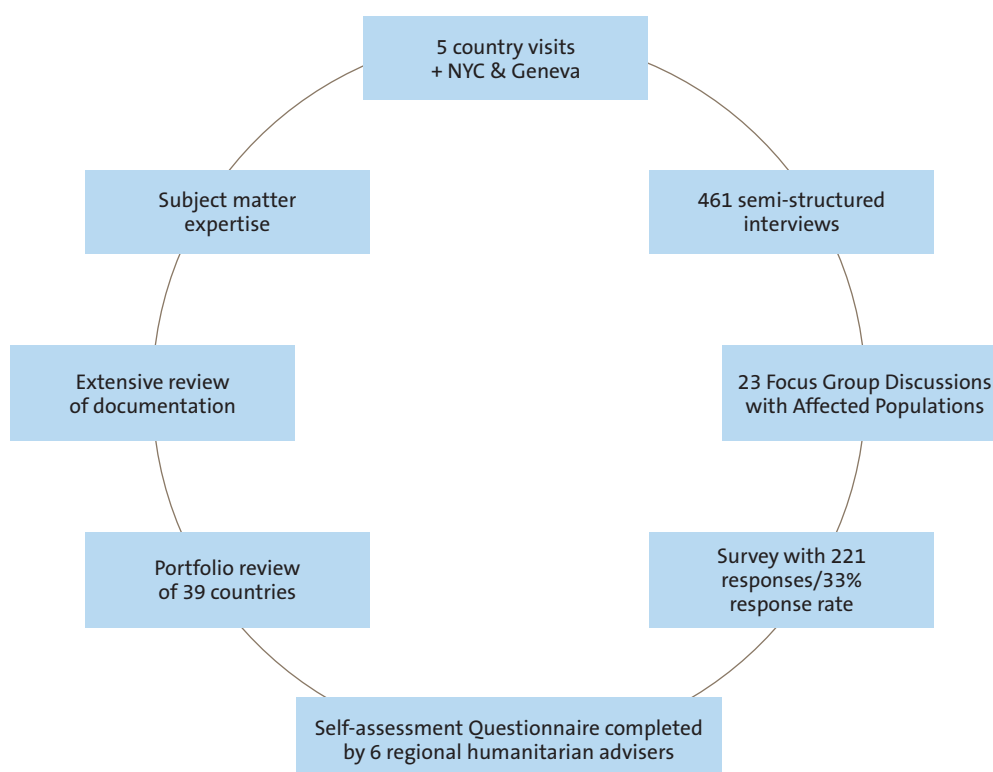 5 country visits
+ NYC & Geneva
Subject matter
expertise
461 semi-structured
interviews
Extensive review
of documentation
23 Focus Group Discussions
with Affected Populations
Portfolio review
of 39 countries
Survey with 221
responses/33%
response rate
Self-assessment Questionnaire completed
by 6 regional humanitarian advisers